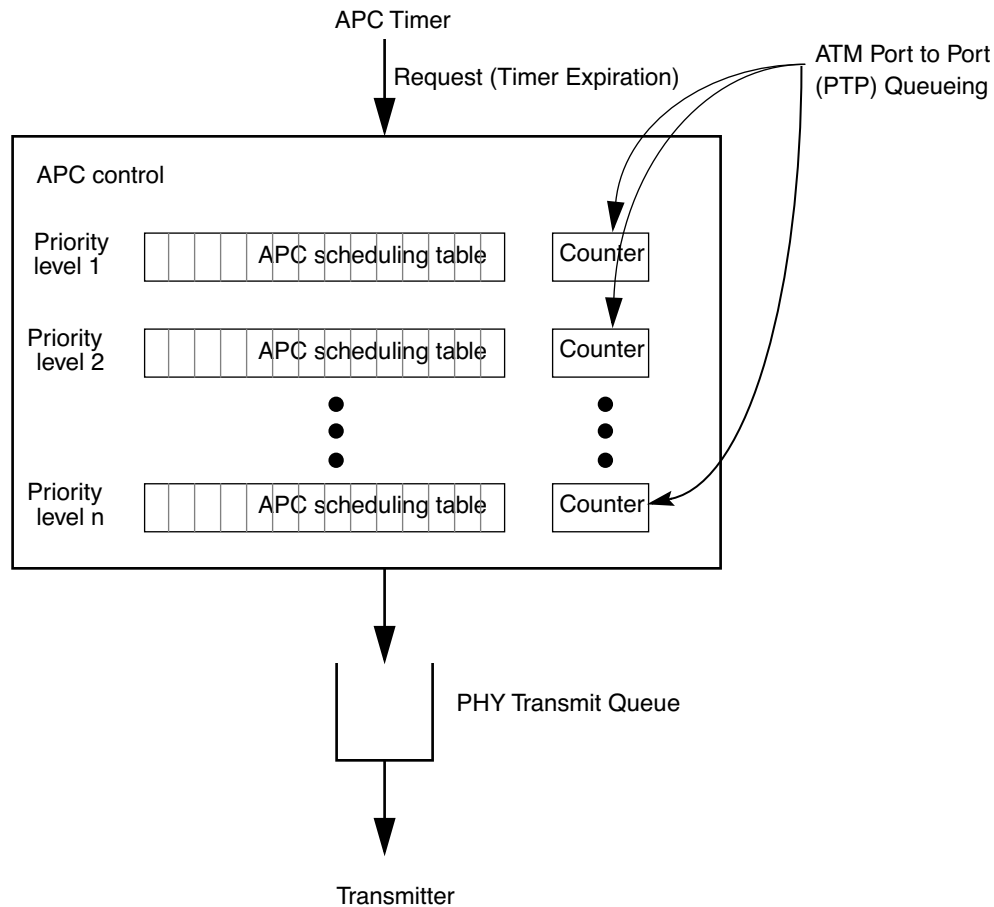 APC Timer
Request (Timer Expiration)
ATM Port to Port
(PTP) Queueing
APC control
Priority
level 1
APC scheduling table
Counter
Priority
level 2
APC scheduling table
Counter
Priority
level n
APC scheduling table
Counter
PHY Transmit Queue
Transmitter